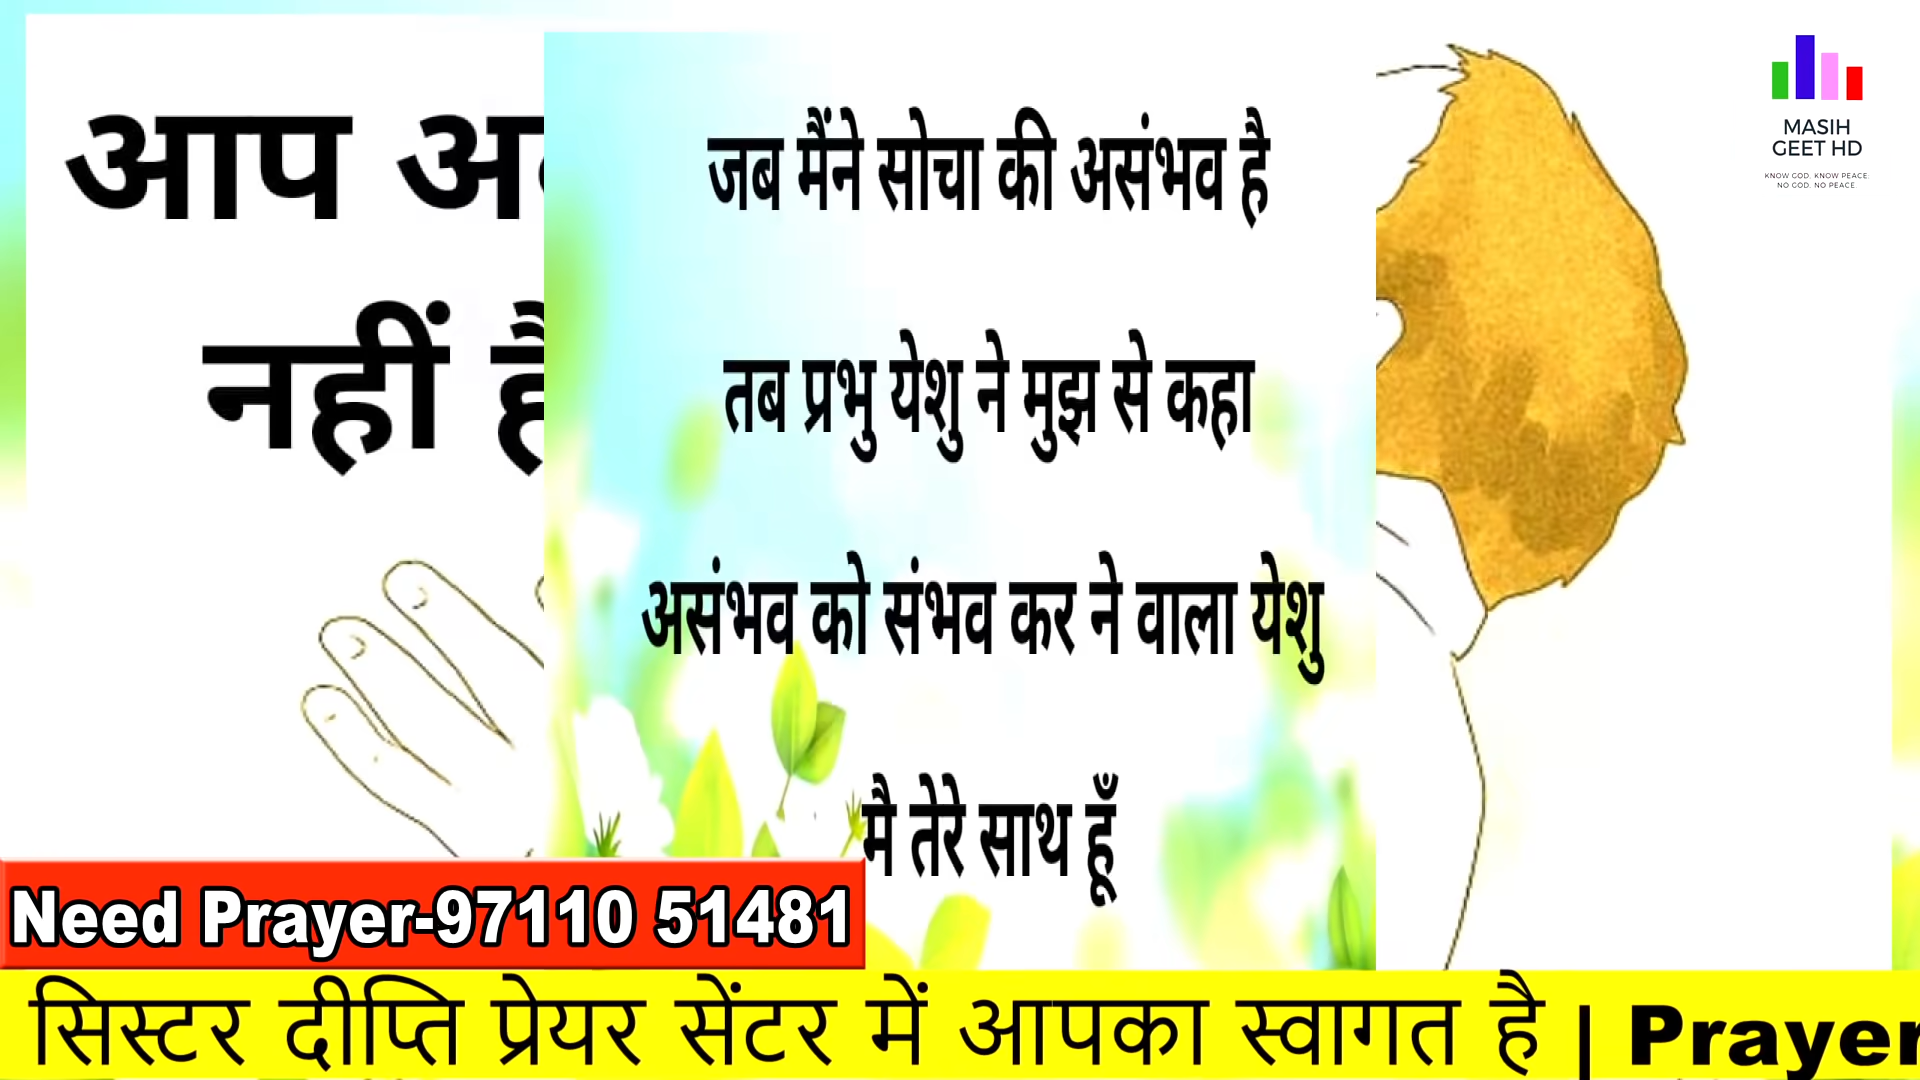 आप
नहीं
जब मैंने सोचा की असंभव है
तब प्रभु येशु ने मुझ से कहा
असंभव को संभव कर ने वाला येशु
मै तेरे साथ हूँ
MASIH
GEET HD
KNOW GOD. KNOW PEACE.
NO GOD. NO PEACE.
Need Prayer-97110 51481
सिस्टर दीप्ति प्रेयर सेंटर में आपका स्वागत है | Prayer